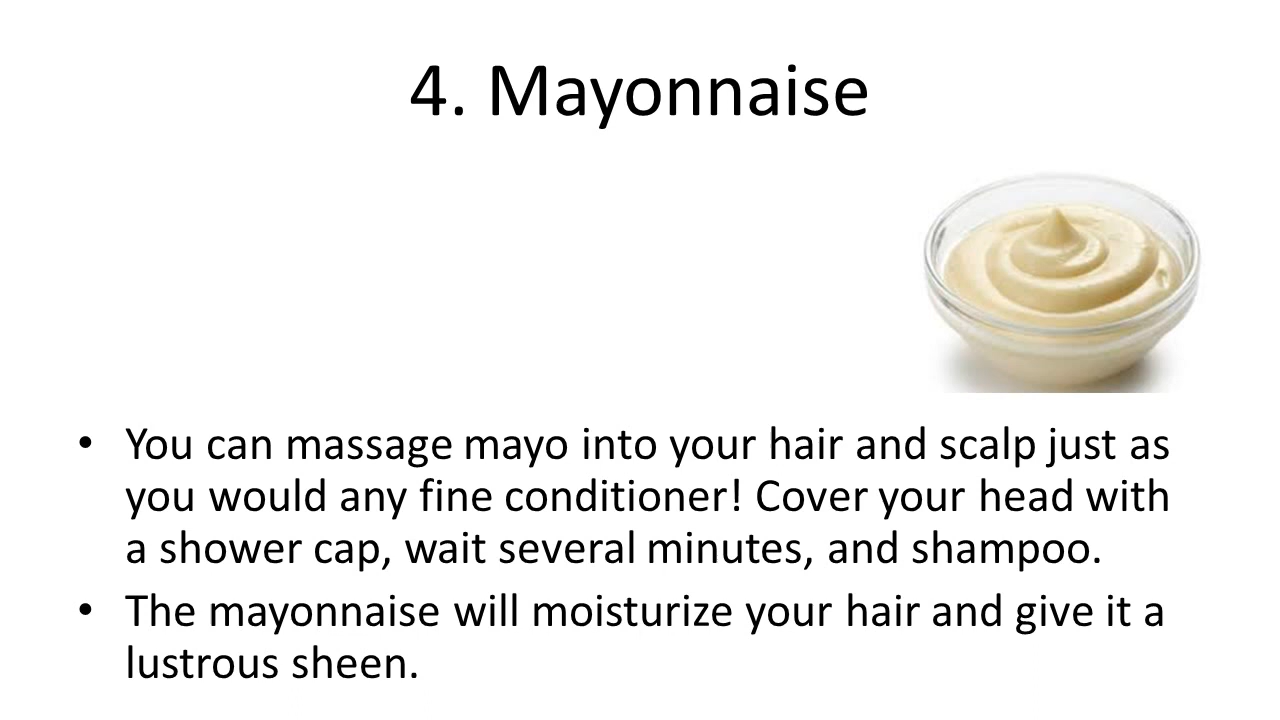 4. Mayonnaise
• You can massage mayo into your hair and scalp just as
you would any fine conditioner! Cover your head with
a shower cap, wait several minutes, and shampoo.
• The mayonnaise will moisturize your hair and give it a
lustrous sheen.